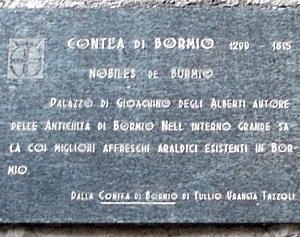 CONTEA DI BORMIO 1200 - 1815
NOBILES DE BURMIO
PALAZZO DI GIOACHINO DEGLI ALBERTI AUTORE
DELLE ANTICHITA DI BORMIO NELL'INTERNO GRANDE SA-
LA COI MIGLIORI AFFRESCHI ARALDICI ESISTENTI IN BOR-
MIO
DALLA CONTEA DI BORMIO DI TULLIO URANGIA TAZZOLI